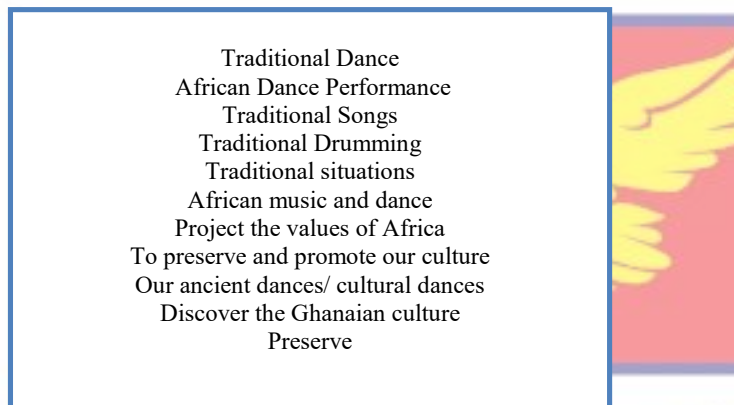 Traditional Dance
African Dance Performance
Traditional Songs
Traditional Drumming
Traditional situations
African music and dance
Project the values of Africa
To preserve and promote our culture
Our ancient dances/ cultural dances
Discover the Ghanaian culture
Preserve